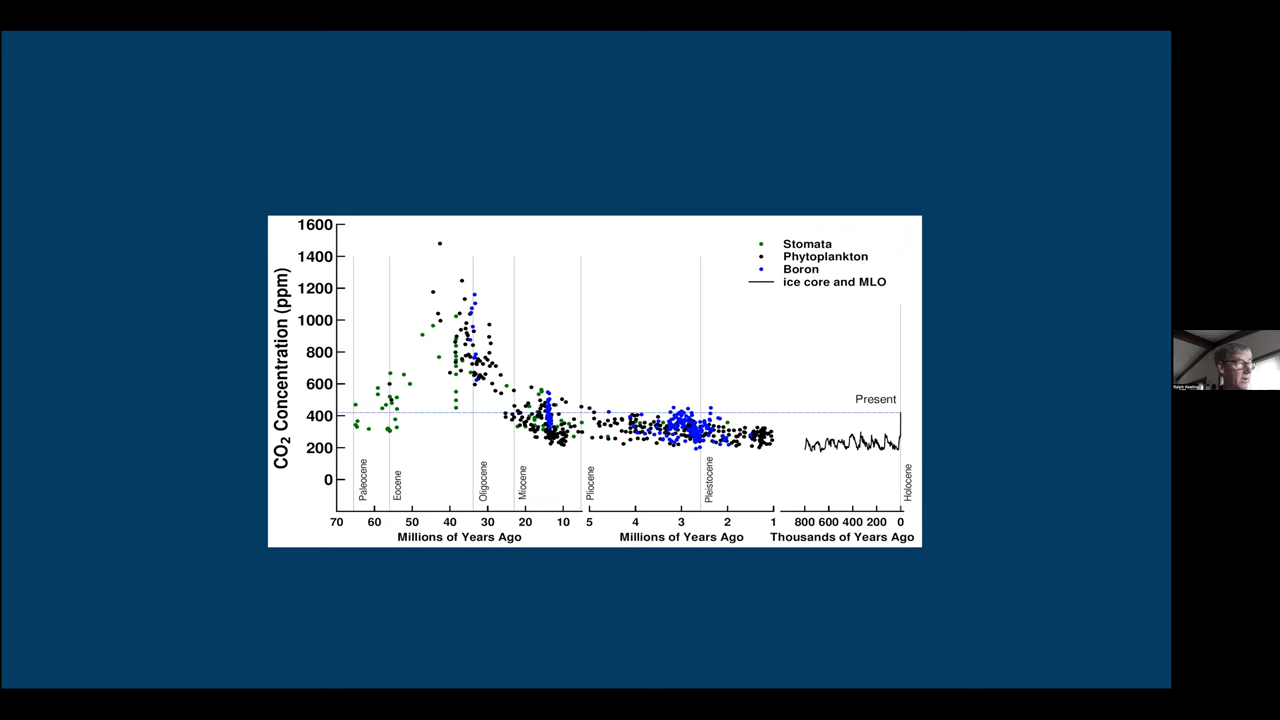 1600
1400
1200
1000
800
600
400
200
0
CO2 Concentration (ppm)
Stomata
Phytoplankton
Boron
ice core and MLO
Present
Paleocene
Eocene
Oligocene
Miocene
Pliocene
Pleistocene
Holocene
70 60 50 40 30 20 10 5 4 3 2 1 800 600 400 200 0
Millions of Years Ago Millions of Years Ago Thousands of Years Ago
Ralph Keeling